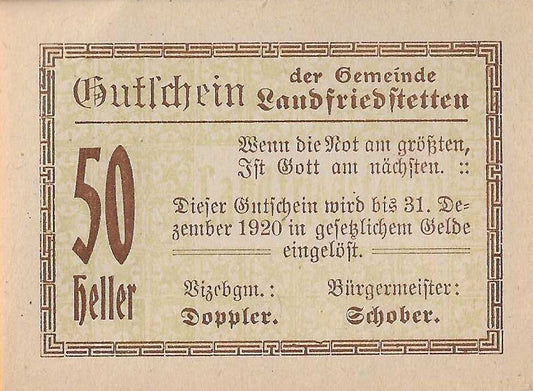 Gutschein der Gemeinde
Landfriedstetten
Wenn die Not am größten,
Ist Gott am nächsten. ::
50
Heller
Dieser Gutschein wird bis 31. De-
zember 1920 in gesetzlichem Gelde
eingelöst.
Vizebgm.: Bürgermeister:
Doppler. Schober.